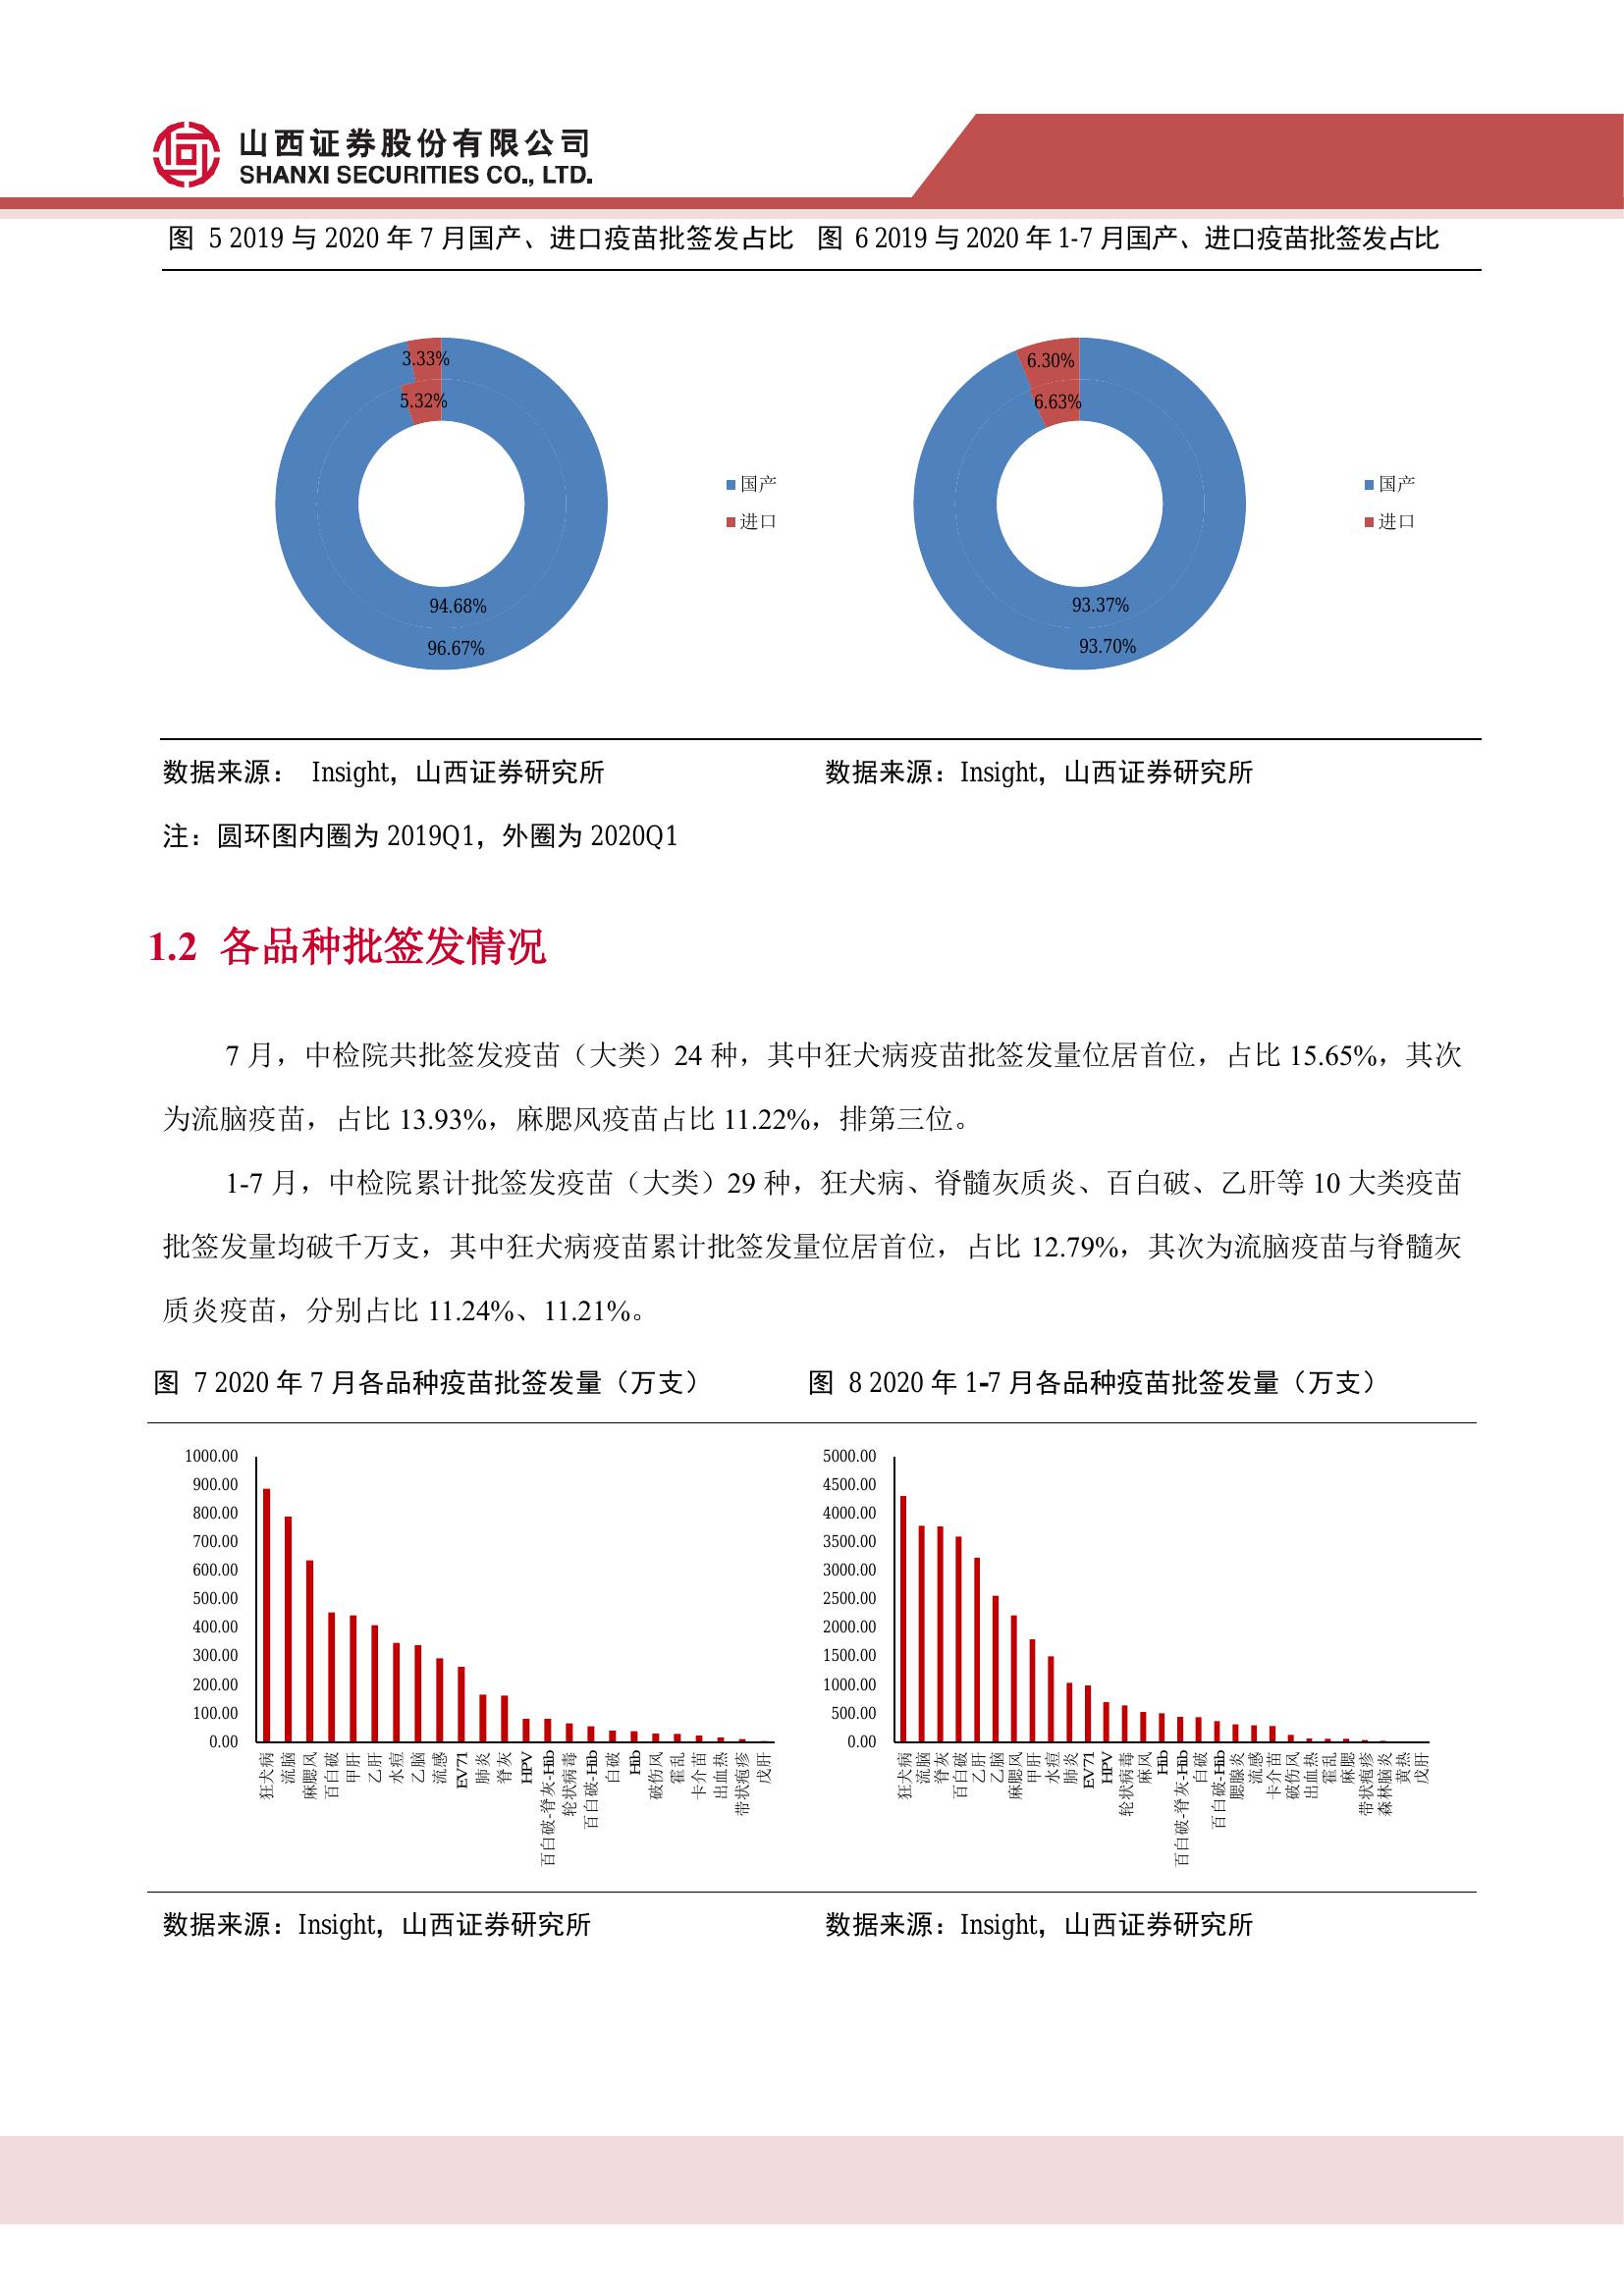 山西证券股份有限公司
SHANXI SECURITIES CO., LTD.
图 5 2019 与 2020 年 7 月国产、进口疫苗批签发占比
图 6 2019 与 2020 年 1-7 月国产、进口疫苗批签发占比
3.33%
5.32%
94.68%
96.67%
国产
进口
6.30%
6.63%
93.37%
93.70%
国产
进口
数据来源： Insight，山西证券研究所
数据来源：Insight，山西证券研究所
注：圆环图内圈为 2019Q1，外圈为 2020Q1
1.2 各品种批签发情况
7 月，中检院共批签发疫苗（大类）24 种，其中狂犬病疫苗批签发量位居首位，占比 15.65%，其次
为流脑疫苗，占比 13.93%，麻腮风疫苗占比 11.22%，排第三位。
1-7 月，中检院累计批签发疫苗（大类）29 种，狂犬病、脊髓灰质炎、百白破、乙肝等 10 大类疫苗
批签发量均破千万支，其中狂犬病疫苗累计批签发量位居首位，占比 12.79%，其次为流脑疫苗与脊髓灰
质炎疫苗，分别占比 11.24%、11.21%。
图 7 2020 年 7 月各品种疫苗批签发量（万支）
图 8 2020 年 1-7 月各品种疫苗批签发量（万支）
1000.00
900.00
800.00
700.00
600.00
500.00
400.00
300.00
200.00
100.00
0.00
狂犬病
流脑
麻腮风
百白破
甲肝
乙肝
水痘
乙脑
流感
EV71
肺炎
脊灰
HPV
百白破-脊灰-Hib
轮状病毒
百白破-Hib
白破
Hib
破伤风
霍乱
卡介苗
出血热
带状疱疹
戊肝
5000.00
4500.00
4000.00
3500.00
3000.00
2500.00
2000.00
1500.00
1000.00
500.00
0.00
狂犬病
流脑
脊灰
百白破
乙肝
乙脑
麻腮风
甲肝
水痘
肺炎
EV71
HPV
轮状病毒
麻风
Hib
百白破-脊灰-Hib
白破
百白破-Hib
腮腺炎
流感
卡介苗
破伤风
出血热
霍乱
麻腮
带状疱疹
森林脑炎
黄热
戊肝
数据来源：Insight，山西证券研究所
数据来源：Insight，山西证券研究所